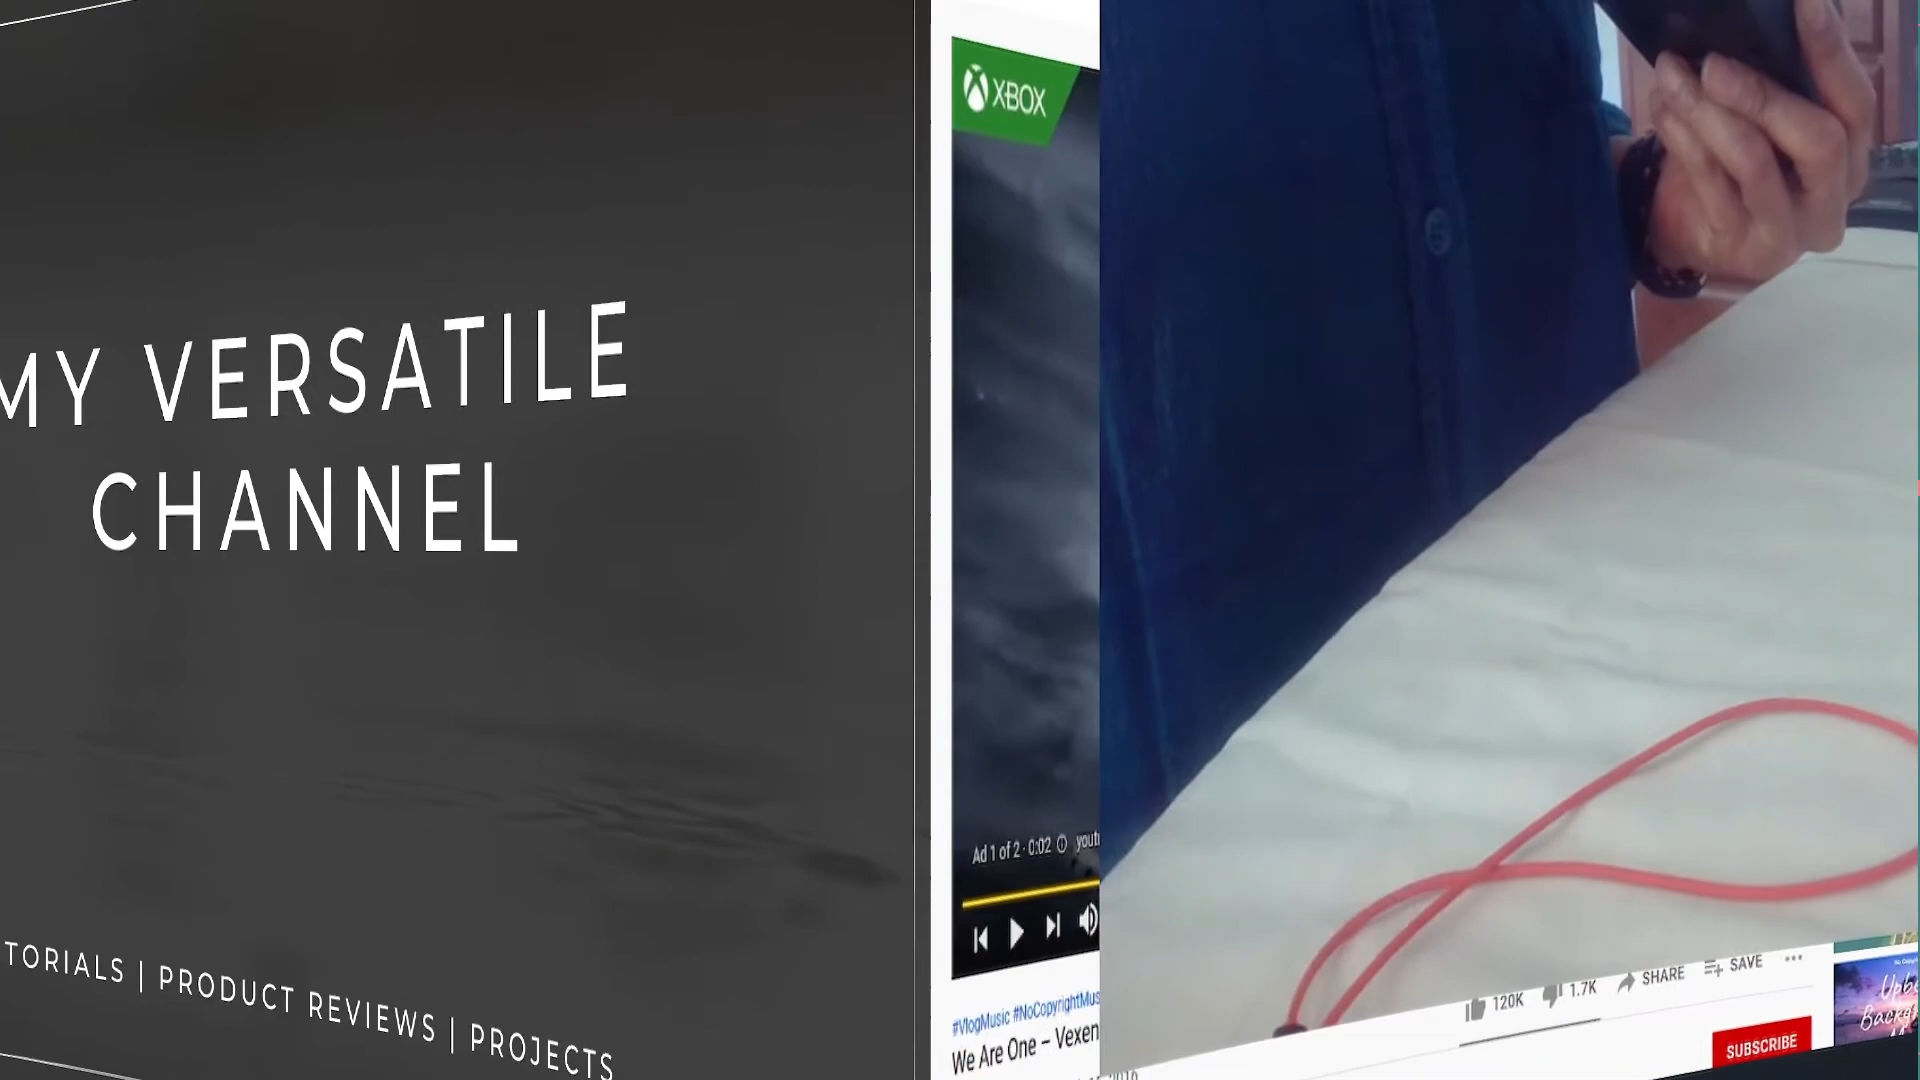 MY VERSATILE
CHANNEL
TORIALS | PRODUCT REVIEWS | PROJECTS
XBOX
Ad 1 of 2 · 0:02
#VlogMusic #NoCopyrightMus
We Are One – Vexen
120K 1.7K SHARE SAVE
SUBSCRIBE